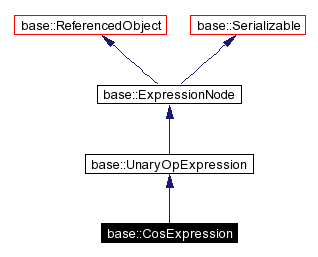 base::ReferencedObject
base::Serializable
base::ExpressionNode
base::UnaryOpExpression
base::CosExpression